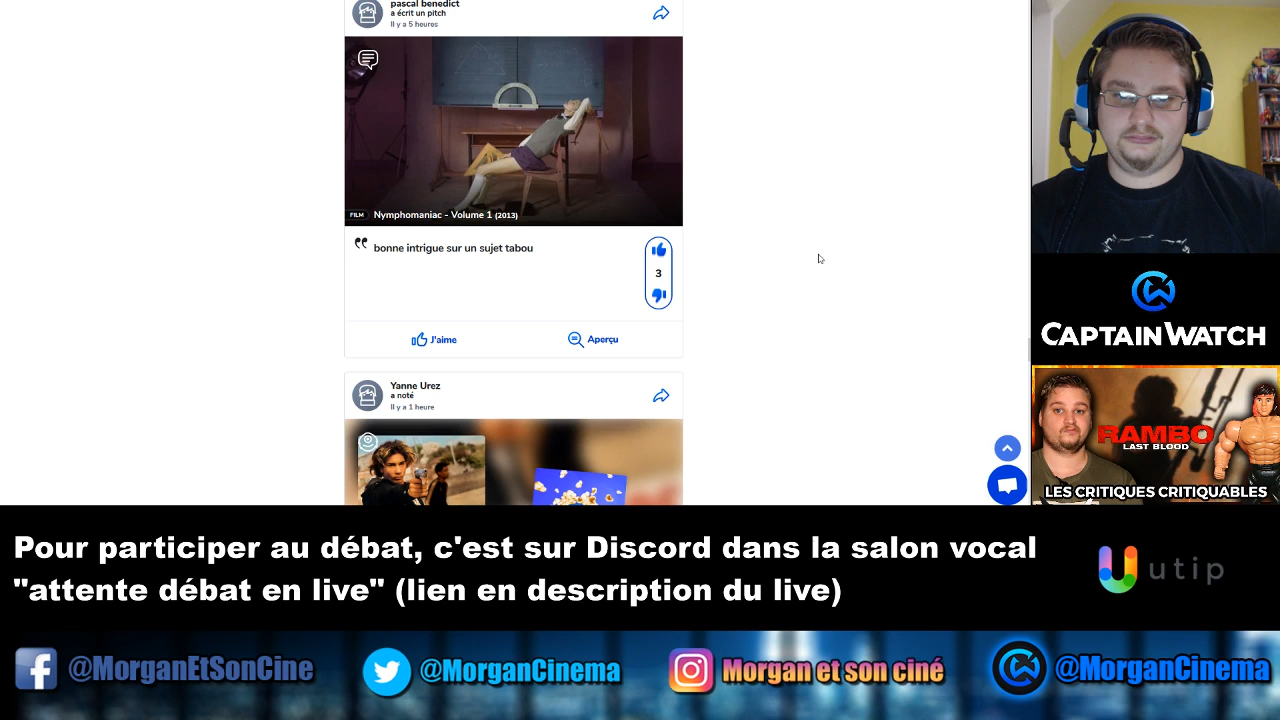 pascal benedict
a écrit un pitch
Il y a 5 heures
FILM Nymphomaniac - Volume 1 (2013)
bonne intrigue sur un sujet tabou
3
J'aime
Aperçu
Yanne Urez
a noté
Il y a 1 heure
CAPTAINWATCH
RAMBO
LAST BLOOD
LES CRITIQUES CRITIQUABLES
Pour participer au débat, c'est sur Discord dans la salon vocal
"attente débat en live" (lien en description du live)
utip
@MorganEtSonCine
@MorganCinema
Morgan et son ciné
@MorganCinema